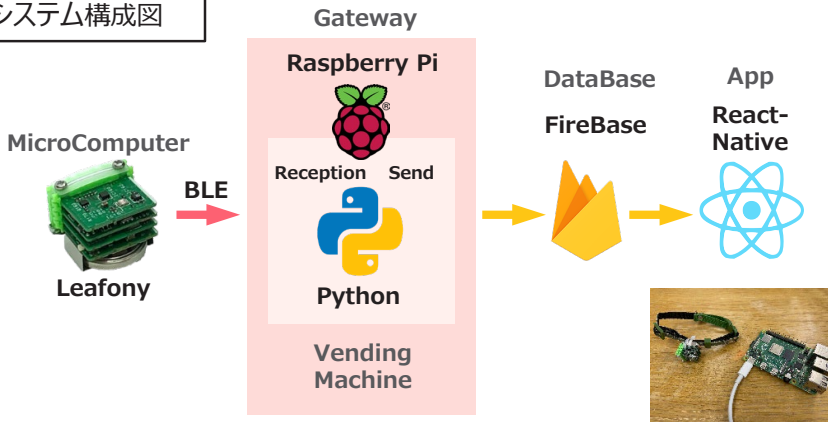 システム構成図
Gateway
Raspberry Pi
DataBase
App
FireBase
React-
Native
MicroComputer
BLE
Reception Send
Leafony
Python
Vending
Machine